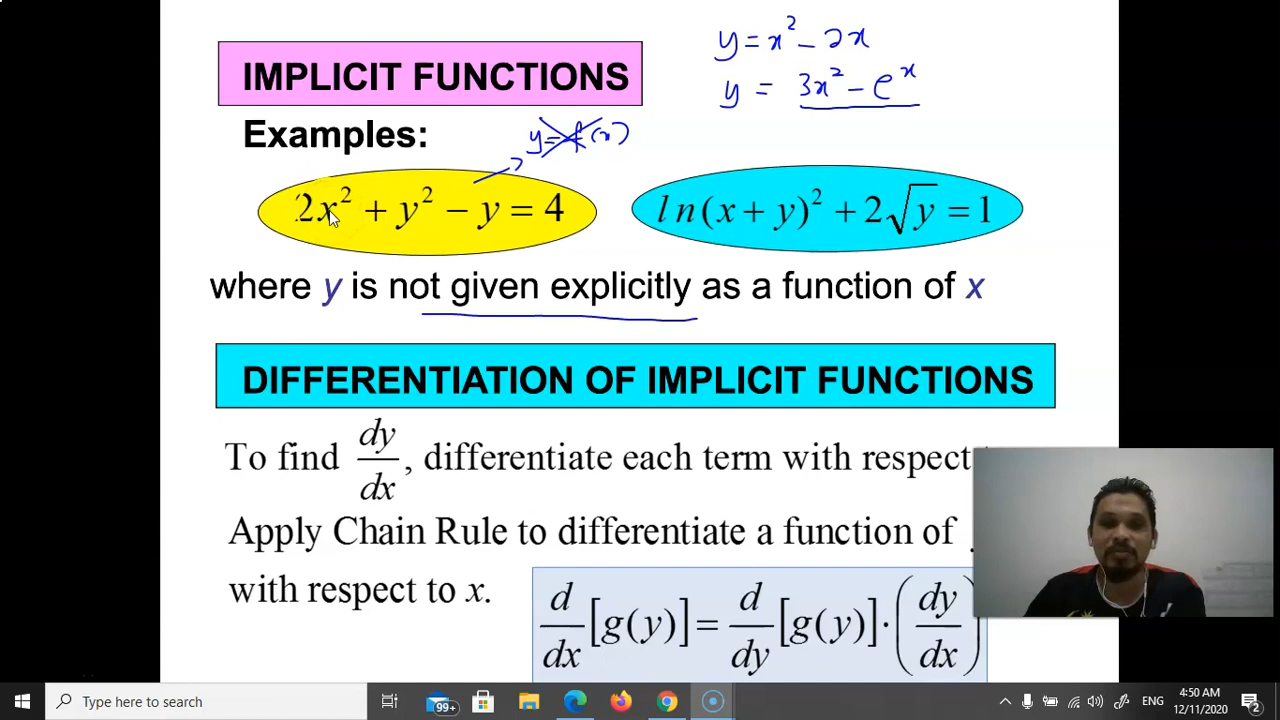 y = x² - 2x
IMPLICIT FUNCTIONS
y = 3x² - eˣ
Examples:
y = f(x)
2x² + y² - y = 4
ln(x + y)² + 2√y = 1
where y is not given explicitly as a function of x
DIFFERENTIATION OF IMPLICIT FUNCTIONS
To find dy/dx, differentiate each term with respect
Apply Chain Rule to differentiate a function of
with respect to x.
d/dx [g(y)] = d/dy [g(y)] · (dy/dx)
Type here to search
99+
ENG
4:50 AM
12/11/2020
2